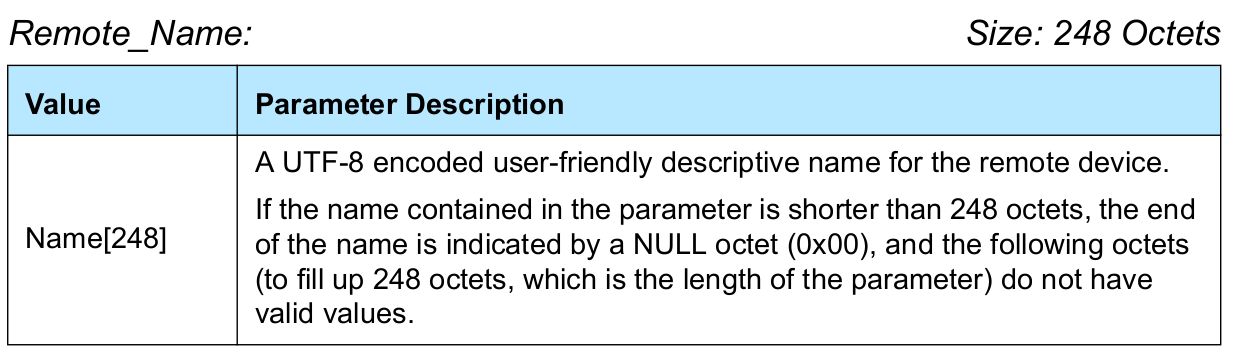 Remote_Name: Size: 248 Octets
Value Parameter Description
A UTF-8 encoded user-friendly descriptive name for the remote device.
Name[248]
If the name contained in the parameter is shorter than 248 octets, the end
of the name is indicated by a NULL octet (0x00), and the following octets
(to fill up 248 octets, which is the length of the parameter) do not have
valid values.